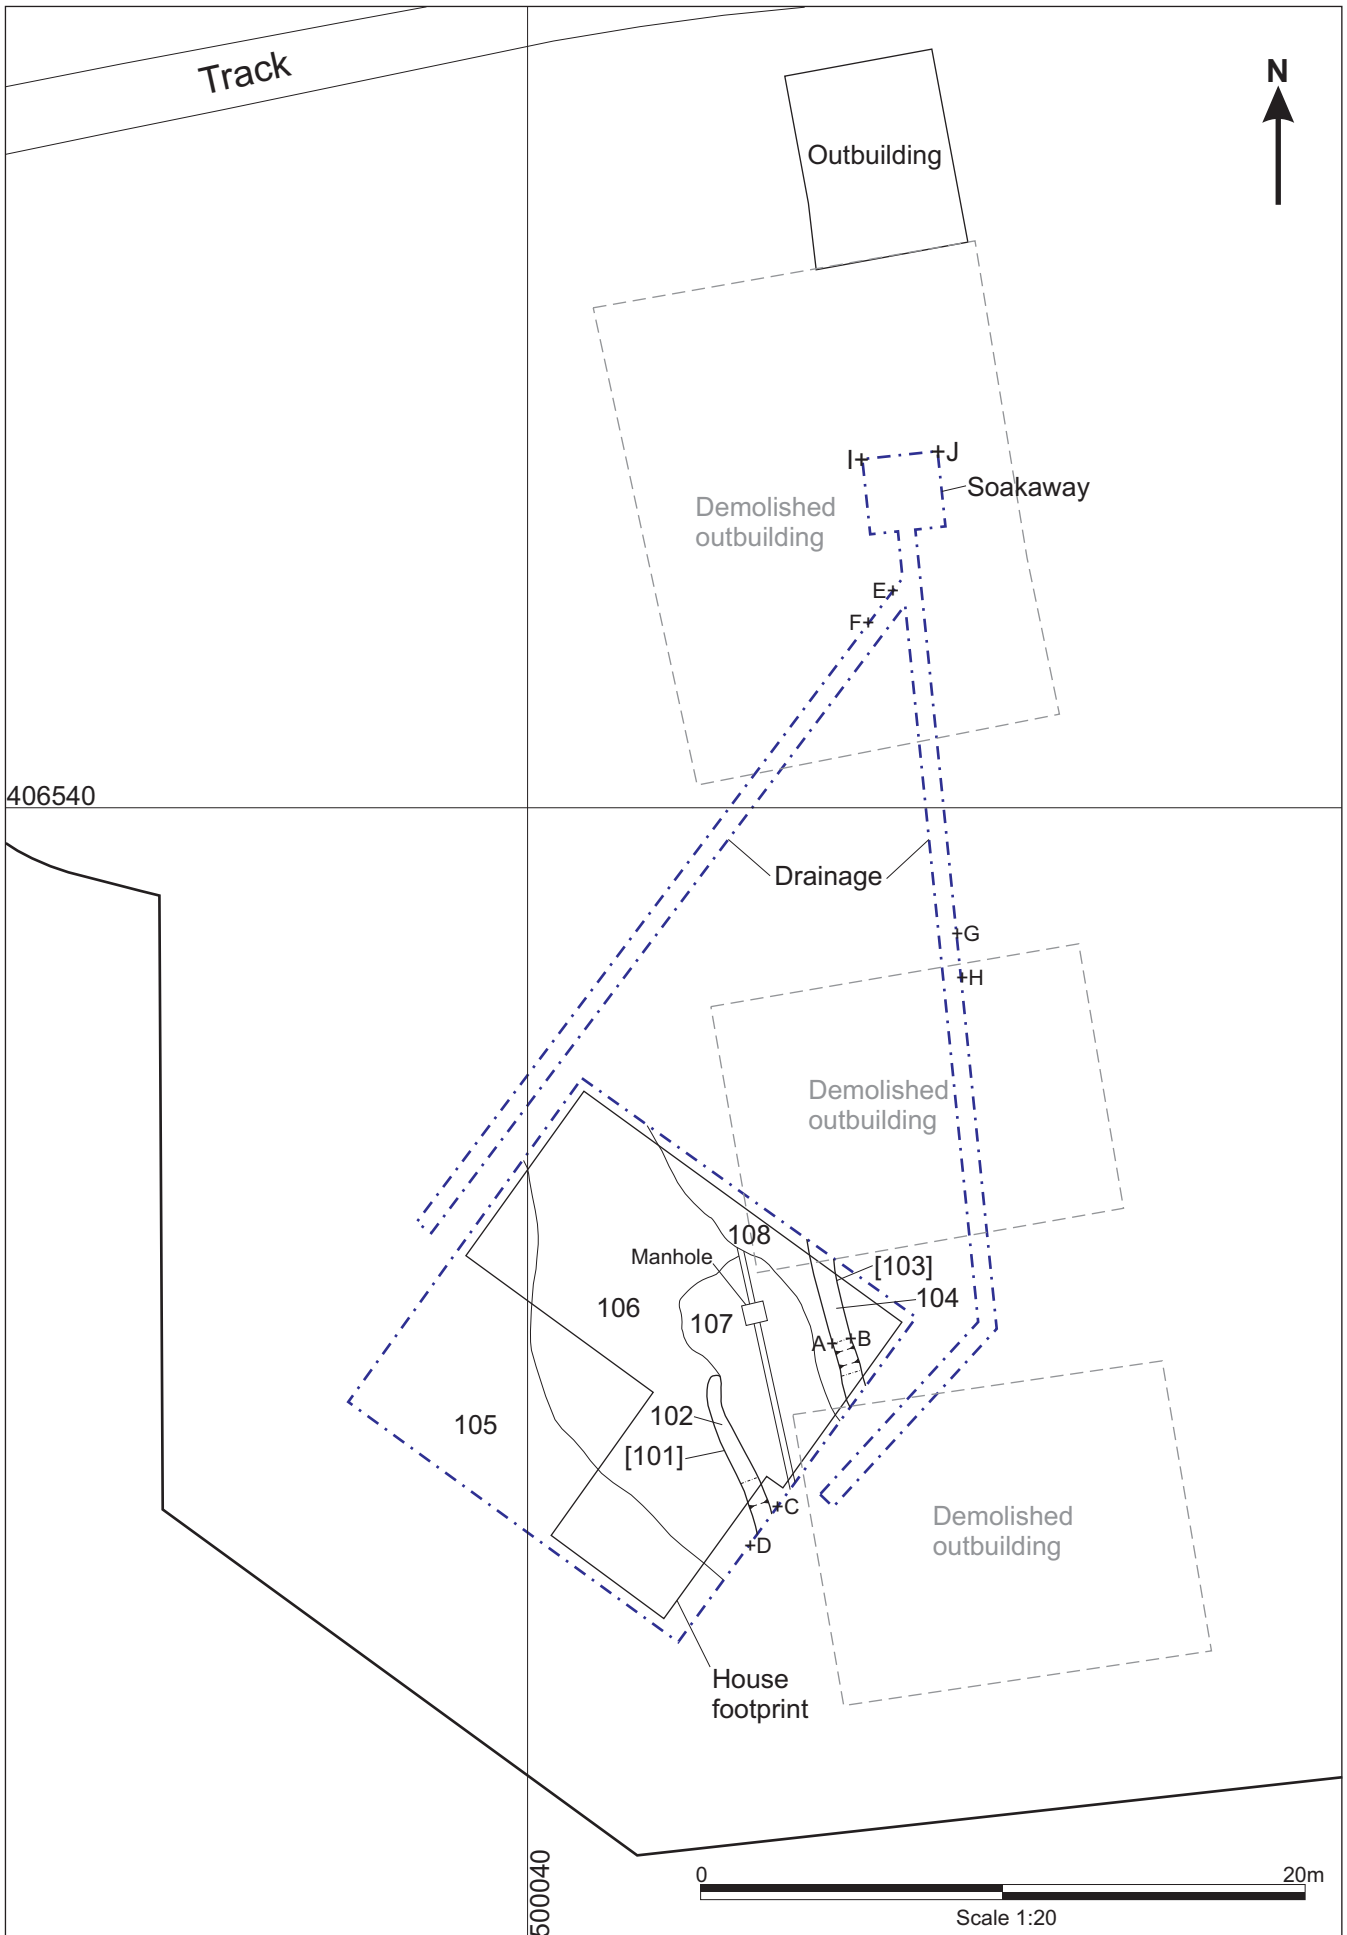 Track
N
Outbuilding
I
J
Soakaway
Demolished
outbuilding
E
F
406540
Drainage
G
H
Demolished
outbuilding
108
Manhole
[103]
106
104
107
A
B
102
105
[101]
C
Demolished
outbuilding
D
House
footprint
500040
0
20m
Scale 1:20